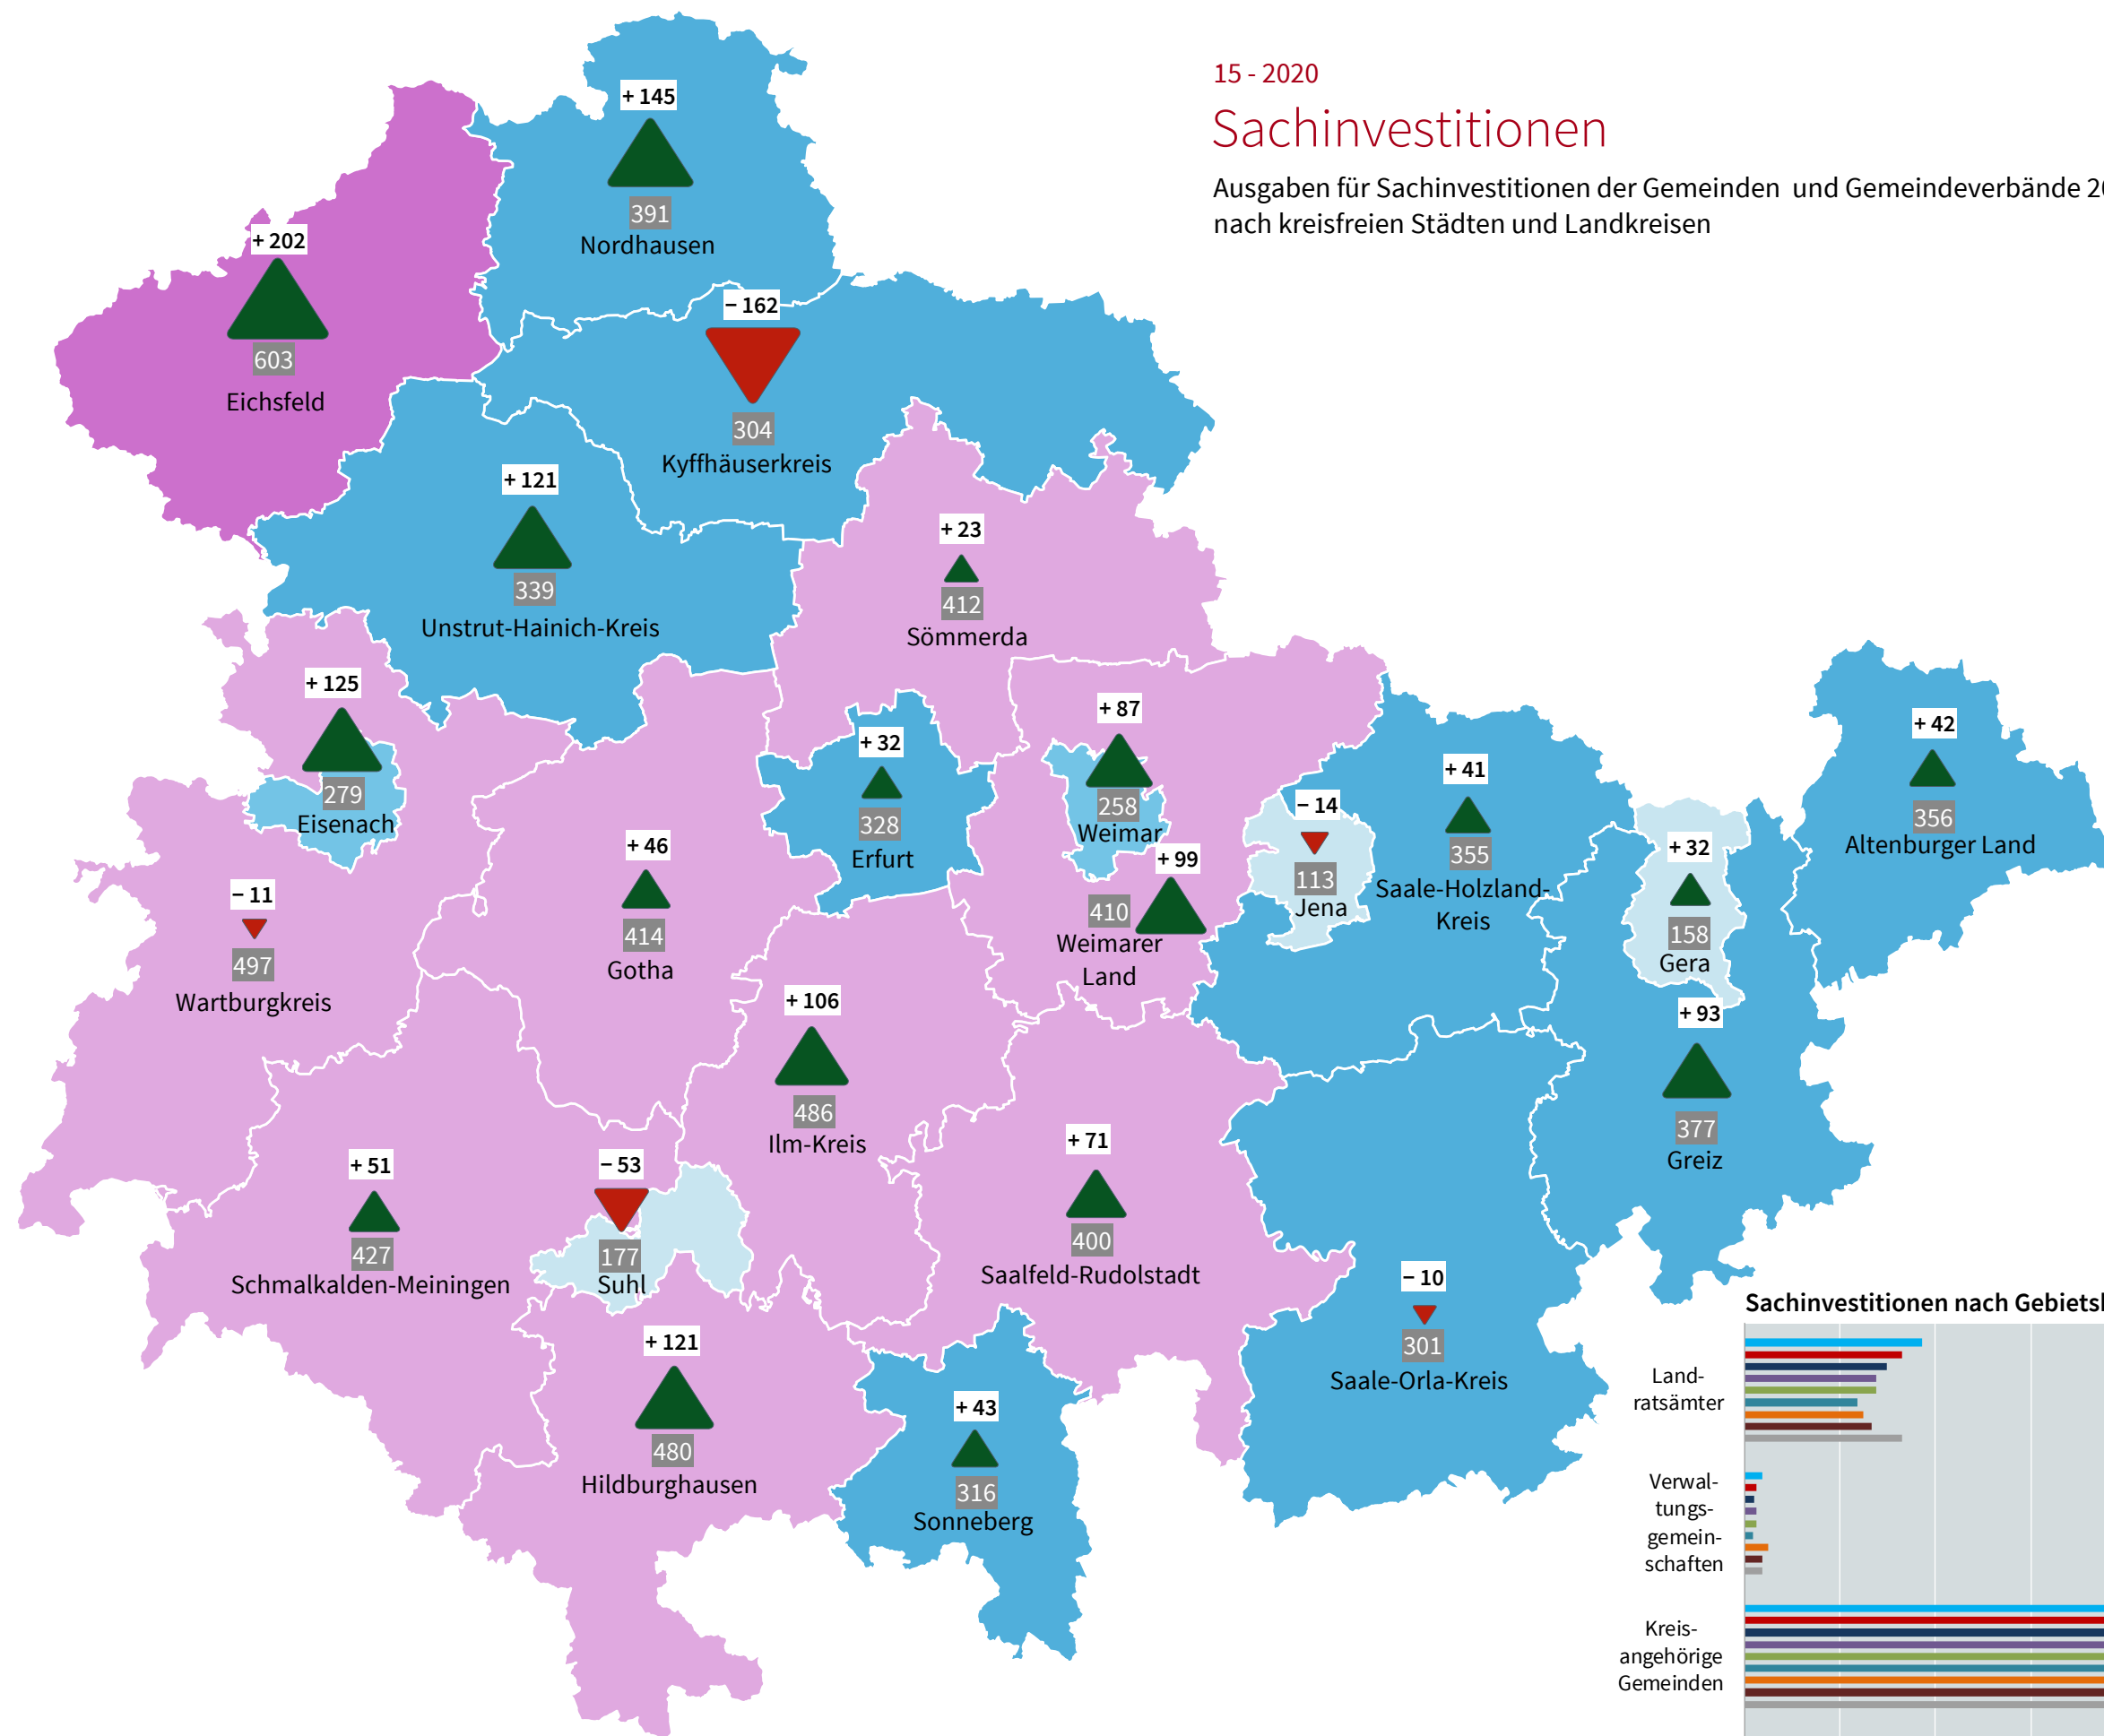 15 - 2020
Sachinvestitionen
Ausgaben für Sachinvestitionen der Gemeinden und Gemeindeverbände
nach kreisfreien Städten und Landkreisen
+ 145
391
Nordhausen
+ 202
603
Eichsfeld
− 162
304
Kyffhäuserkreis
+ 121
339
Unstrut-Hainich-Kreis
+ 23
412
Sömmerda
+ 125
279
Eisenach
+ 87
258
Weimar
+ 32
328
Erfurt
+ 42
356
Altenburger Land
+ 41
355
Saale-Holzland-
Kreis
− 14
113
Jena
+ 32
158
Gera
+ 46
414
Gotha
+ 99
410
Weimarer
Land
− 11
497
Wartburgkreis
+ 106
486
Ilm-Kreis
+ 93
377
Greiz
+ 71
400
Saalfeld-Rudolstadt
+ 51
427
Schmalkalden-Meiningen
− 53
177
Suhl
− 10
301
Saale-Orla-Kreis
+ 121
480
Hildburghausen
+ 43
316
Sonneberg
Sachinvestitionen nach
Land-
ratsämter
Verwal-
tungs-
gemein-
schaften
Kreis-
angehörige
Gemeinden